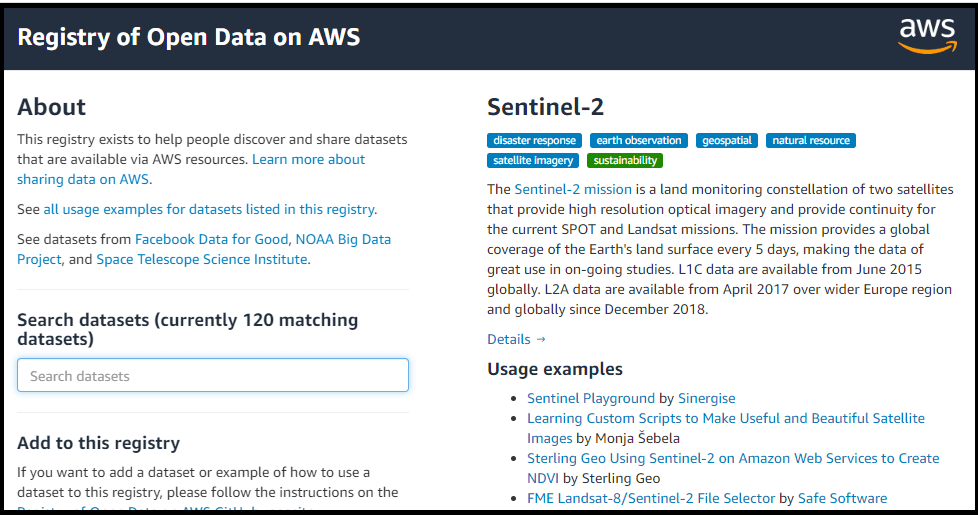 Registry of Open Data on AWS
aws
About
This registry exists to help people discover and share datasets
that are available via AWS resources. Learn more about
sharing data on AWS.
See all usage examples for datasets listed in this registry.
See datasets from Facebook Data for Good, NOAA Big Data
Project, and Space Telescope Science Institute.
Search datasets (currently 120 matching
datasets)
Search datasets
Add to this registry
If you want to add a dataset or example of how to use a
dataset to this registry, please follow the instructions on the
Registry of Open Data on AWS GitHub repository.
Sentinel-2
disaster response earth observation geospatial natural resource
satellite imagery sustainability
The Sentinel-2 mission is a land monitoring constellation of two satellites
that provide high resolution optical imagery and provide continuity for
the current SPOT and Landsat missions. The mission provides a global
coverage of the Earth's land surface every 5 days, making the data of
great use in on-going studies. L1C data are available from June 2015
globally. L2A data are available from April 2017 over wider Europe region
and globally since December 2018.
Details →
Usage examples
• Sentinel Playground by Sinergise
• Learning Custom Scripts to Make Useful and Beautiful Satellite
Images by Monja Šebela
• Sterling Geo Using Sentinel-2 on Amazon Web Services to Create
NDVI by Sterling Geo
• FME Landsat-8/Sentinel-2 File Selector by Safe Software